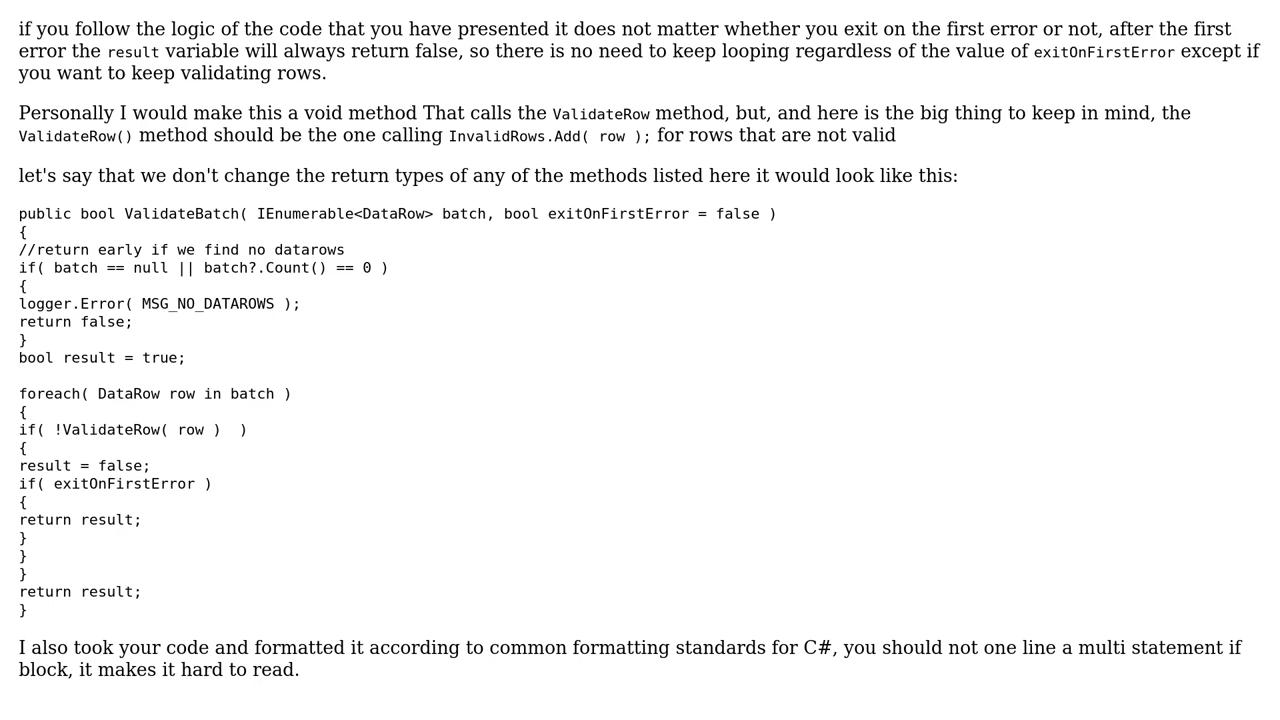 if you follow the logic of the code that you have presented it does not matter whether you exit on the first error or not, after the first
error the result variable will always return false, so there is no need to keep looping regardless of the value of exitOnFirstError except if
you want to keep validating rows.
Personally I would make this a void method That calls the ValidateRow method, but, and here is the big thing to keep in mind, the
ValidateRow() method should be the one calling InvalidRows.Add( row ); for rows that are not valid
let's say that we don't change the return types of any of the methods listed here it would look like this:
public bool ValidateBatch( IEnumerable<DataRow> batch, bool exitOnFirstError = false )
{
//return early if we find no datarows
if( batch == null || batch?.Count() == 0 )
{
logger.Error( MSG_NO_DATAROWS );
return false;
}
bool result = true;
foreach( DataRow row in batch )
{
if( !ValidateRow( row )  )
{
result = false;
if( exitOnFirstError )
{
return result;
}
}
}
return result;
}
I also took your code and formatted it according to common formatting standards for C#, you should not one line a multi statement if
block, it makes it hard to read.